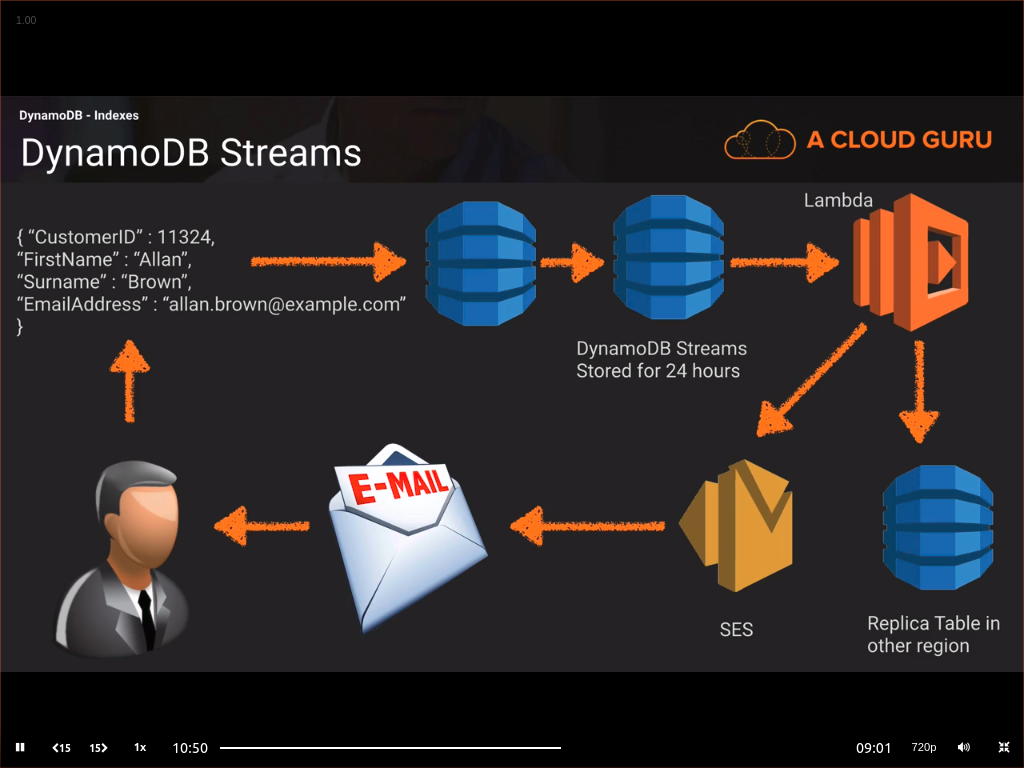 1.00
DynamoDB - Indexes
DynamoDB Streams
A CLOUD GURU
Lambda
{ “CustomerID” : 11324,
“FirstName” : “Allan”,
“Surname” : “Brown”,
“EmailAddress” : “allan.brown@example.com”
}
DynamoDB Streams
Stored for 24 hours
E-MAIL
SES
Replica Table in
other region
15 15 1x 10:50 09:01 720p